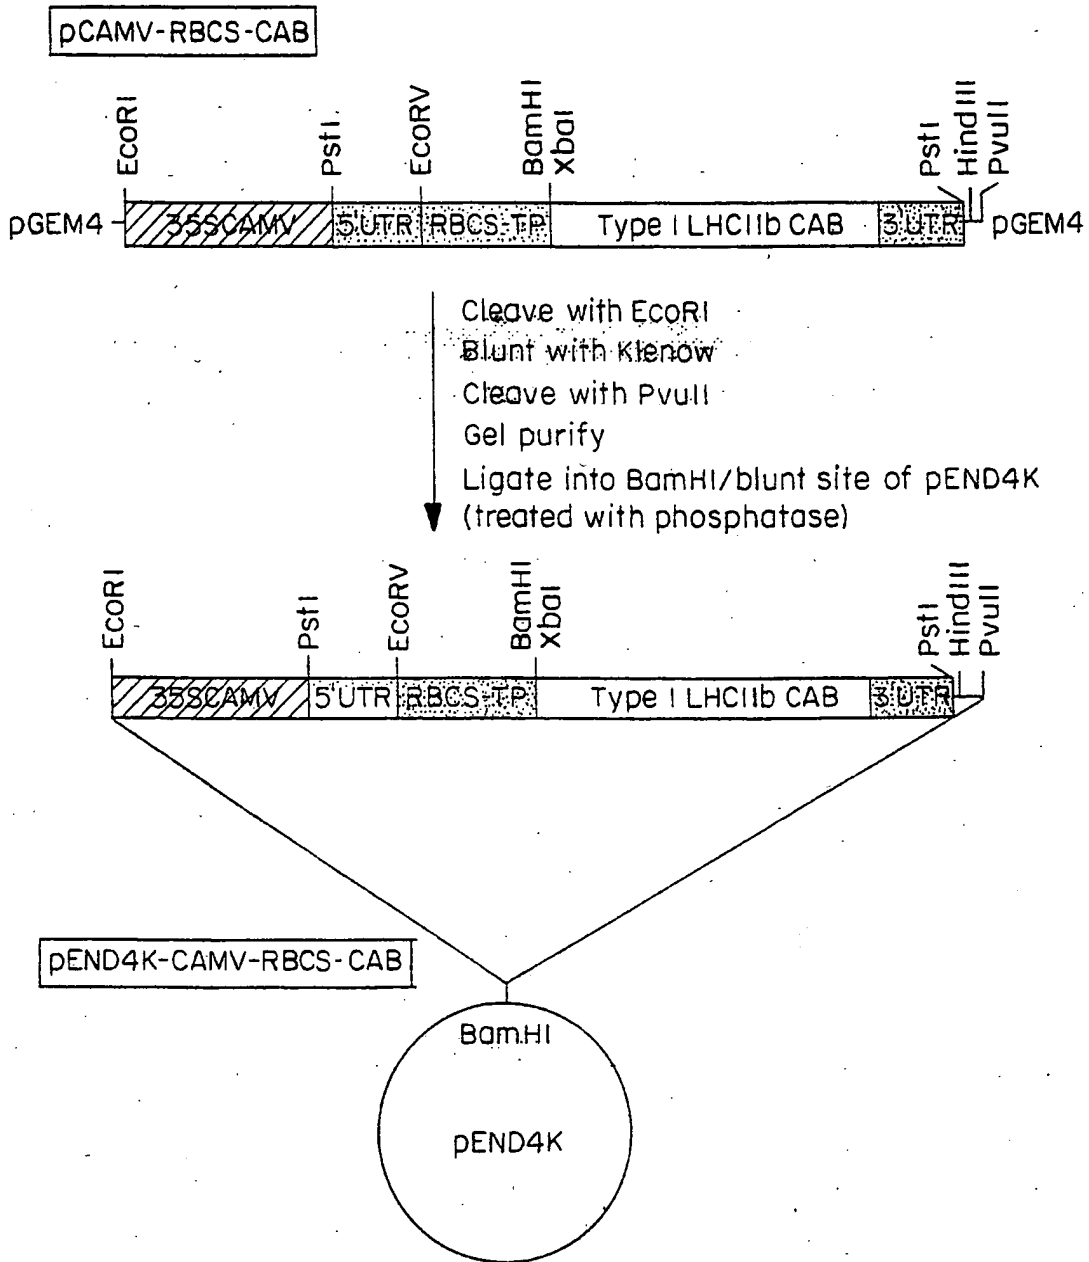 pCAMV-RBCS-CAB
EcoRI
PstI
EcoRV
BamHI
XbaI
PstI
HindIII
PvuII
pGEM4
35SCAMV
5'UTR
RBCS-TP
Type I LHCIIb CAB
3'UTR
pGEM4
Cleave with EcoRI
Blunt with Klenow
Cleave with PvuII
Gel purify
Ligate into BamHI/blunt site of pEND4K
(treated with phosphatase)
EcoRI
PstI
EcoRV
BamHI
XbaI
PstI
HindIII
PvuII
35SCAMV
5'UTR
RBCS-TP
Type I LHCIIb CAB
3'UTR
pEND4K-CAMV-RBCS-CAB
BamHI
pEND4K